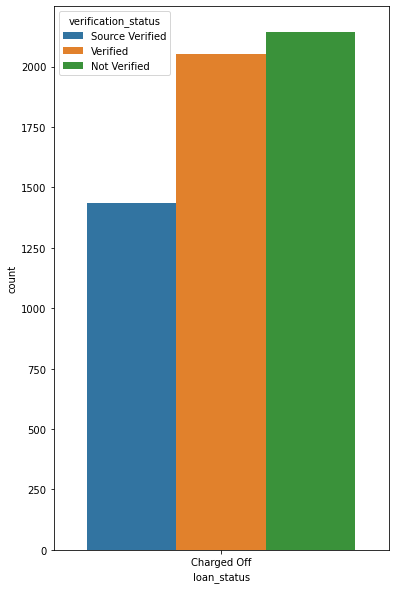 verification_status
Source Verified
Verified
Not Verified
2000
1750
1500
1250
1000
750
500
250
0
count
Charged Off
loan_status